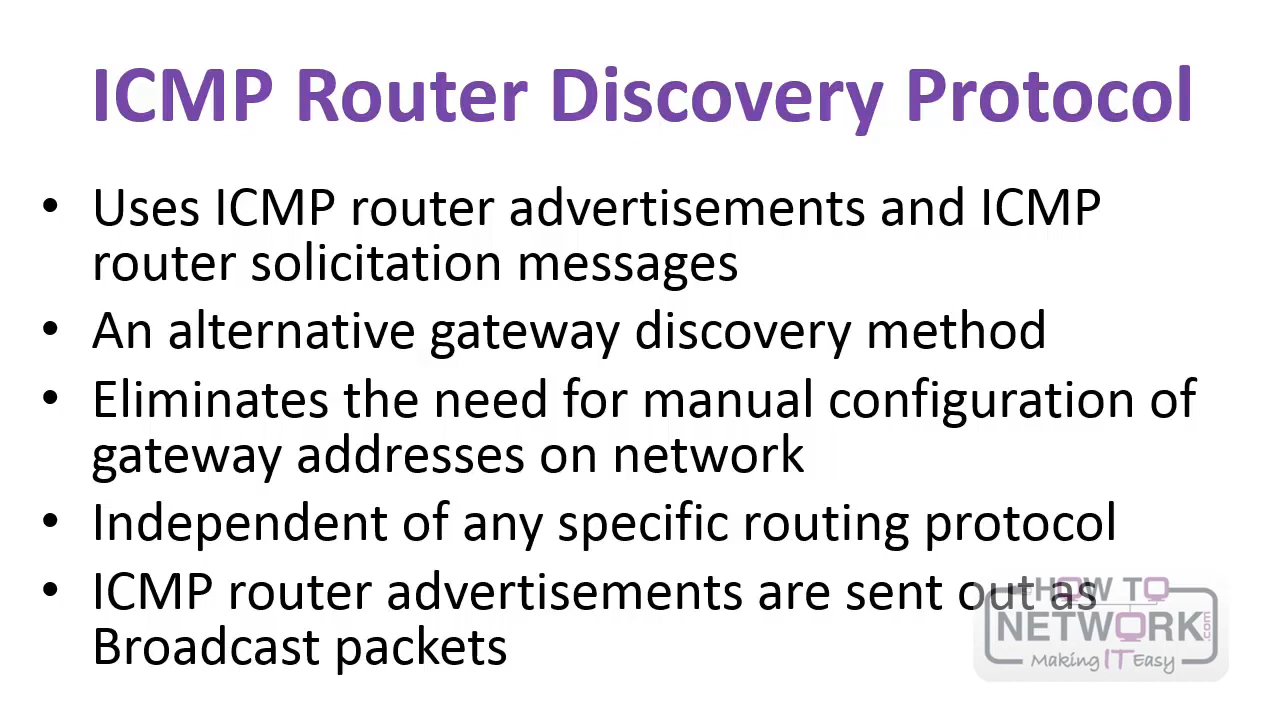 ICMP Router Discovery Protocol
• Uses ICMP router advertisements and ICMP
router solicitation messages
• An alternative gateway discovery method
• Eliminates the need for manual configuration of
gateway addresses on network
• Independent of any specific routing protocol
• ICMP router advertisements are sent out as
Broadcast packets
HOW TO
NETWORK.com
Making IT Easy